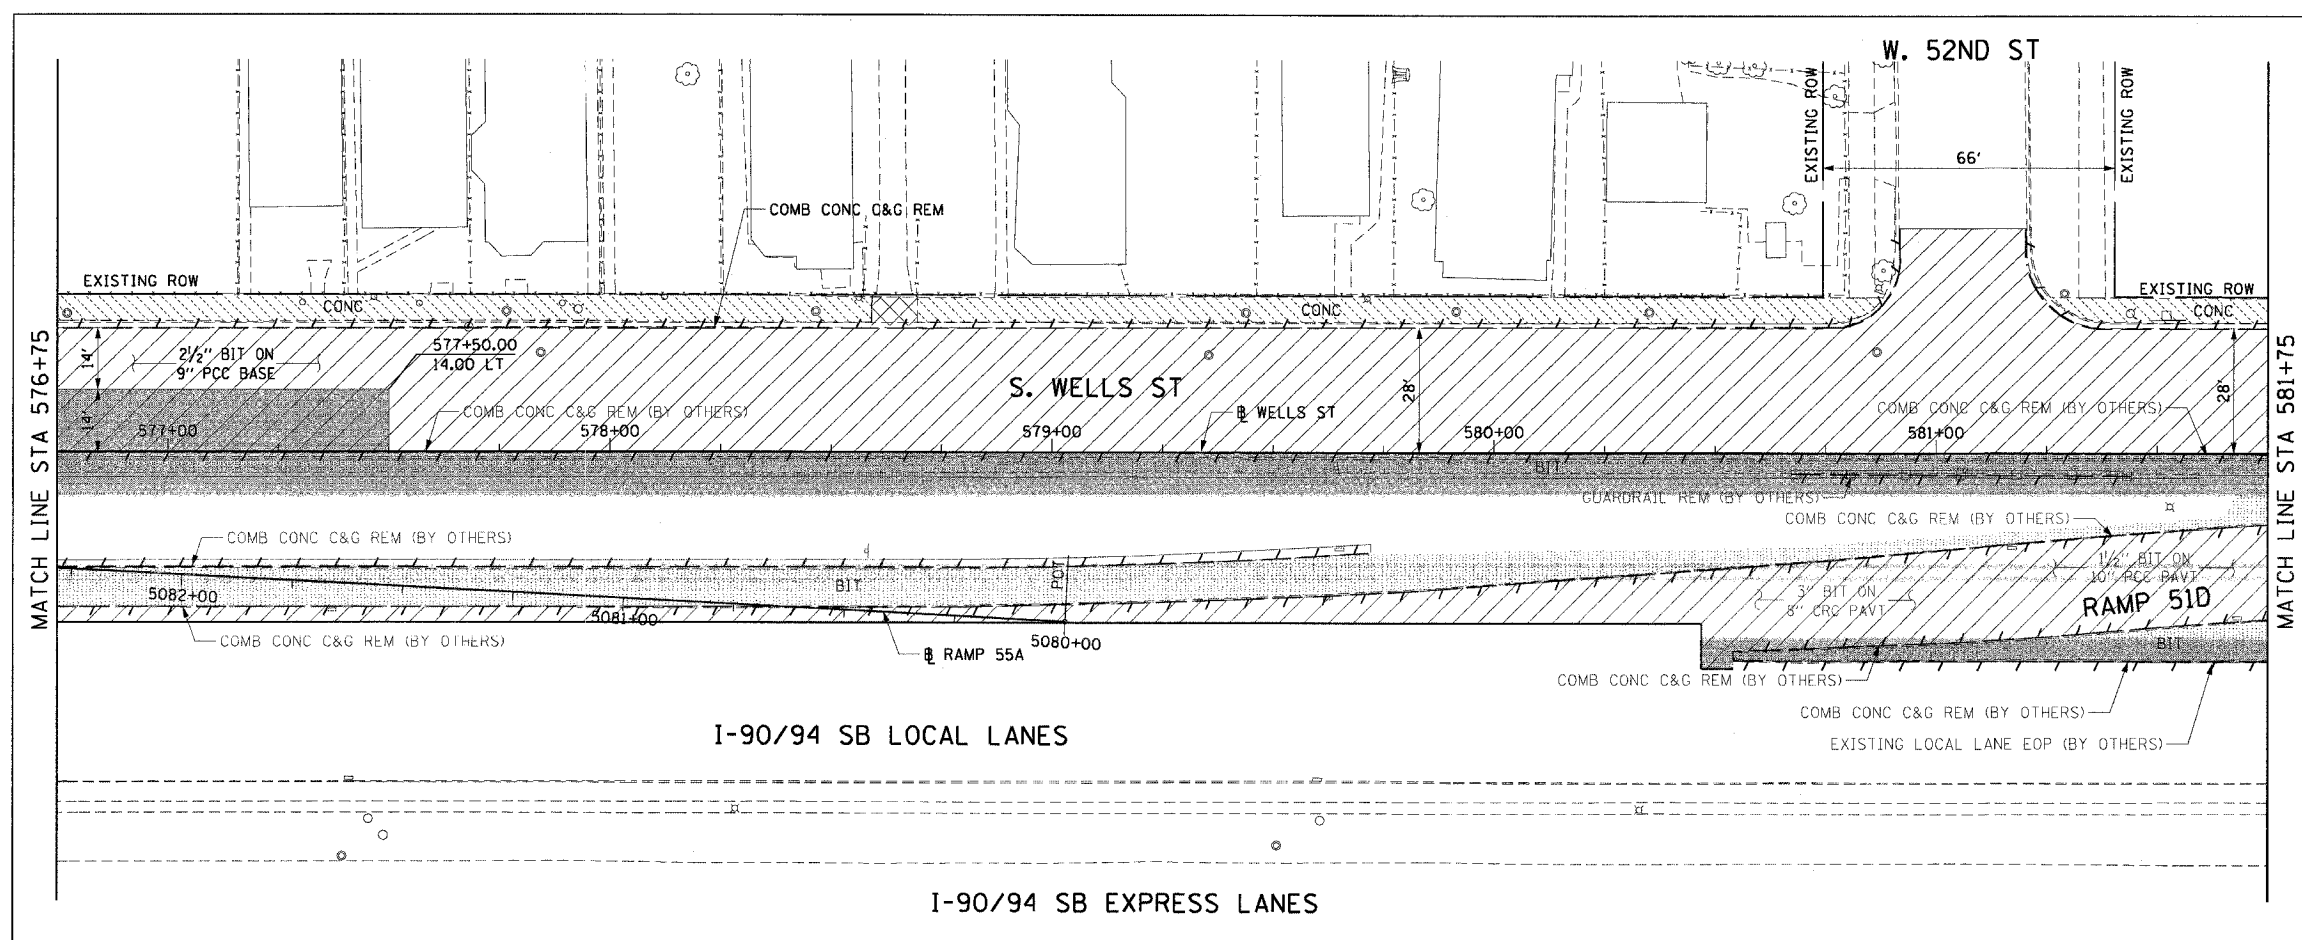 W. 52ND ST
EXISTING ROW
EXISTING ROW
66'
COMB CONC C&G REM
EXISTING ROW
CONC
CONC
EXISTING ROW
CONC
MATCH LINE STA 576+75
14'
2½" BIT ON
9" PCC BASE
577+50.00
14.00 LT
S. WELLS ST
28'
28'
MATCH LINE STA 581+75
14'
COMB CONC C&G REM (BY OTHERS)
℄ WELLS ST
COMB CONC C&G REM (BY OTHERS)
577+00
578+00
579+00
580+00
581+00
BIT
GUARDRAIL REM (BY OTHERS)
COMB CONC C&G REM (BY OTHERS)
COMB CONC C&G REM (BY OTHERS)
1½" BIT ON
10" PCC PAVT
BIT
POT
3" BIT ON
8" CRC PAVT
RAMP 51D
5082+00
5081+00
5080+00
COMB CONC C&G REM (BY OTHERS)
℄ RAMP 55A
BIT
COMB CONC C&G REM (BY OTHERS)
COMB CONC C&G REM (BY OTHERS)
I-90/94 SB LOCAL LANES
EXISTING LOCAL LANE EOP (BY OTHERS)
I-90/94 SB EXPRESS LANES